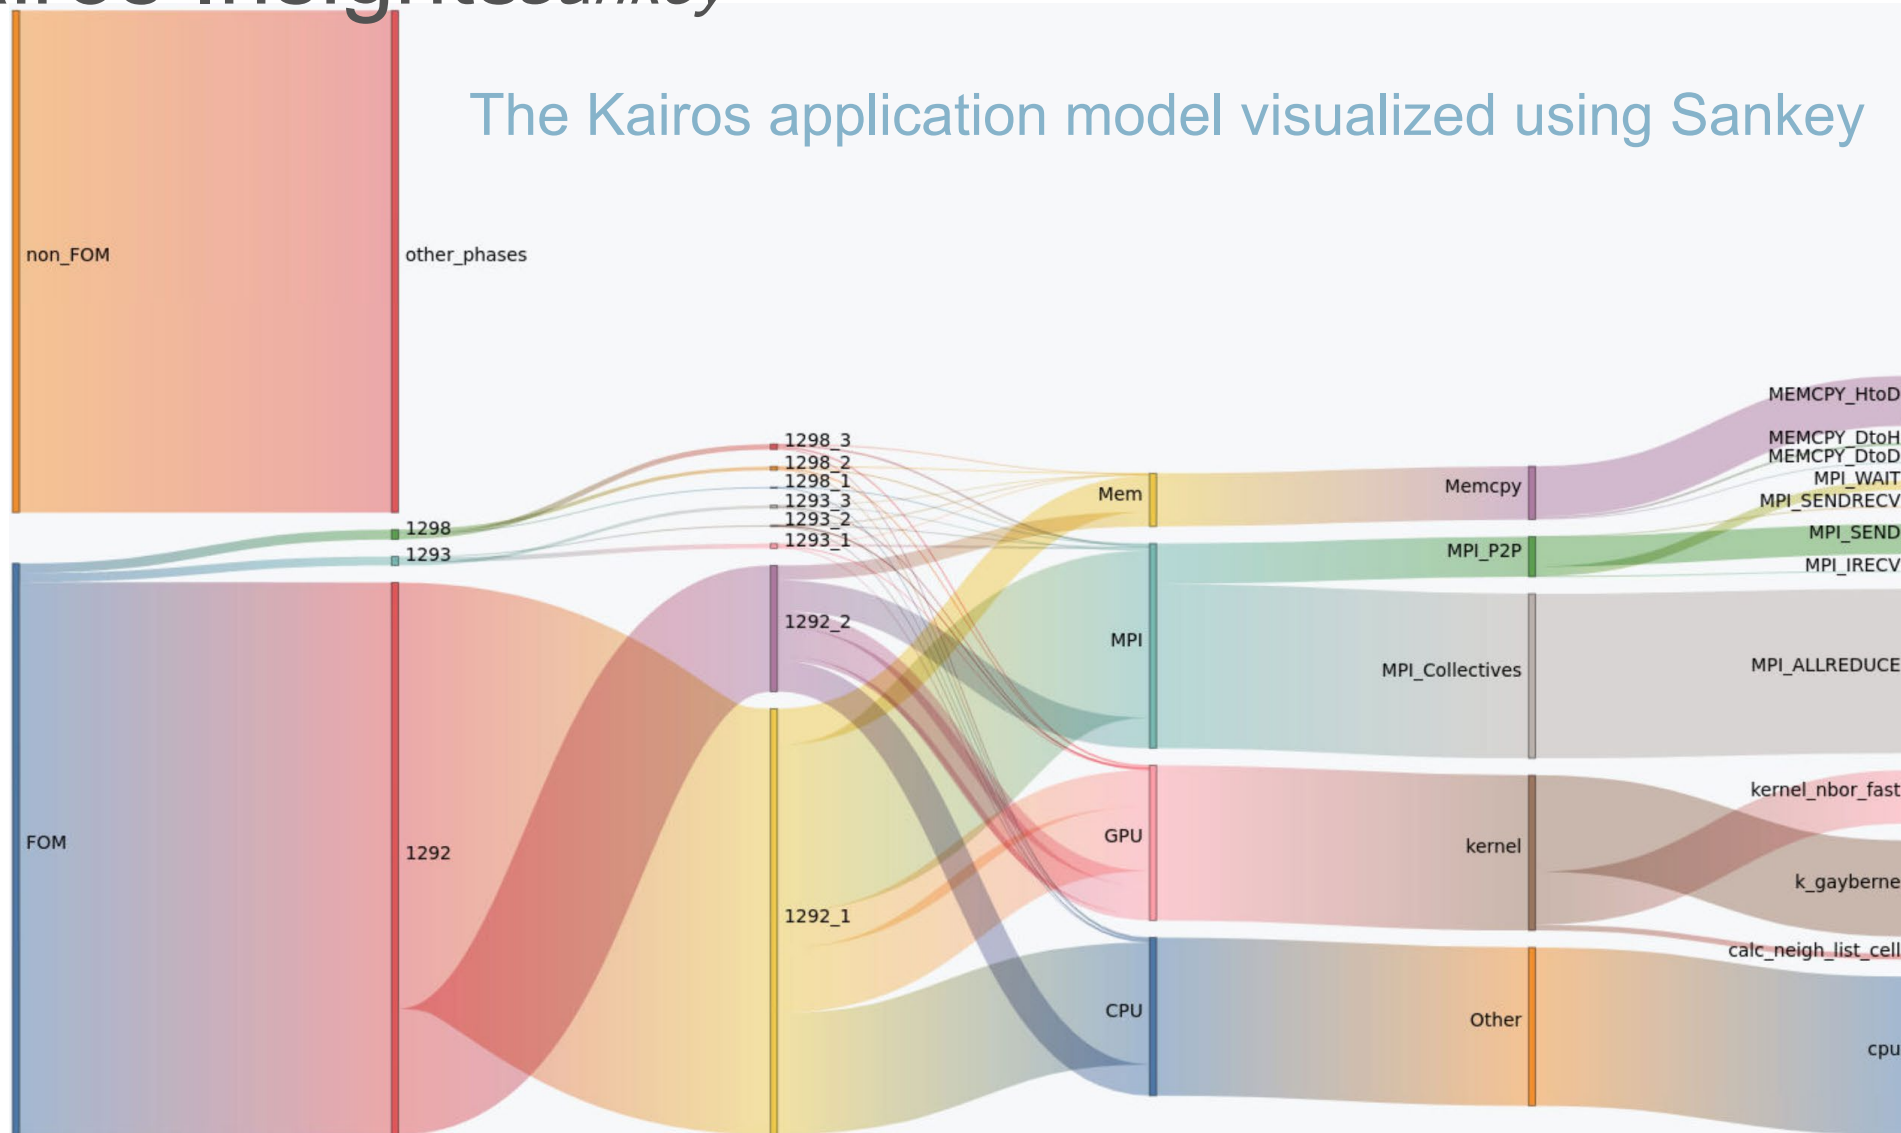 The Kairos application model visualized using Sankey
non_FOM
other_phases
MEMCPY_HtoD
MEMCPY_DtoH
MEMCPY_DtoD
MPI_WAIT
MPI_SENDRECV
MPI_SEND
MPI_IRECV
1298_3
1298_2
1298_1
1293_3
1293_2
1293_1
Mem
Memcpy
1298
1293
MPI_P2P
1292_2
MPI
MPI_Collectives
MPI_ALLREDUCE
kernel_nbor_fast
FOM
1292
GPU
kernel
k_gayberne
1292_1
calc_neigh_list_cell
CPU
Other
cpu